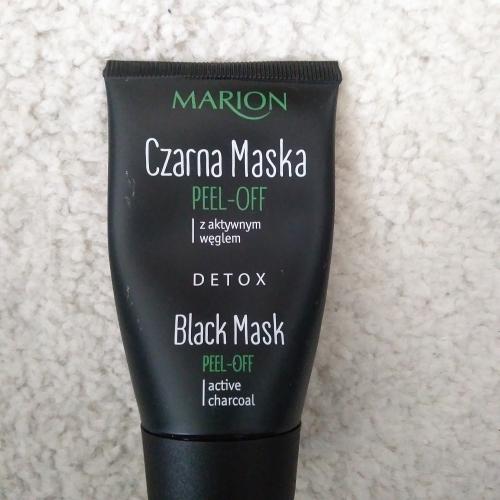 MARION
Czarna Maska
PEEL-OFF
z aktywnym
węglem
DETOX
Black Mask
PEEL-OFF
active
charcoal